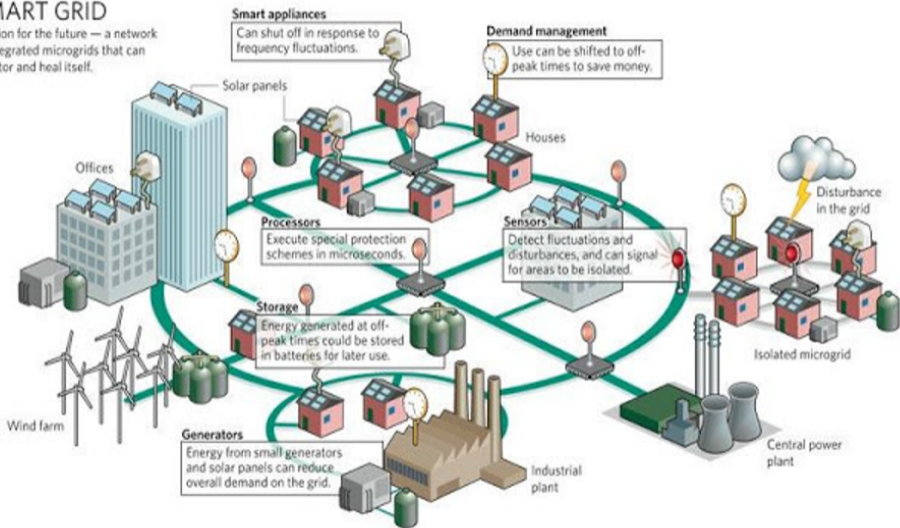 MART GRID
ion for the future — a network
egrated microgrids that can
tor and heal itself.
Smart appliances
Can shut off in response to
frequency fluctuations.
Demand management
Use can be shifted to off-
peak times to save money.
Solar panels
Houses
Offices
Disturbance
in the grid
Processors
Execute special protection
schemes in microseconds.
Sensors
Detect fluctuations and
disturbances, and can signal
for areas to be isolated.
Storage
Energy generated at off-
peak times could be stored
in batteries for later use.
Isolated microgrid
Wind farm
Generators
Energy from small generators
and solar panels can reduce
overall demand on the grid.
Industrial
plant
Central power
plant